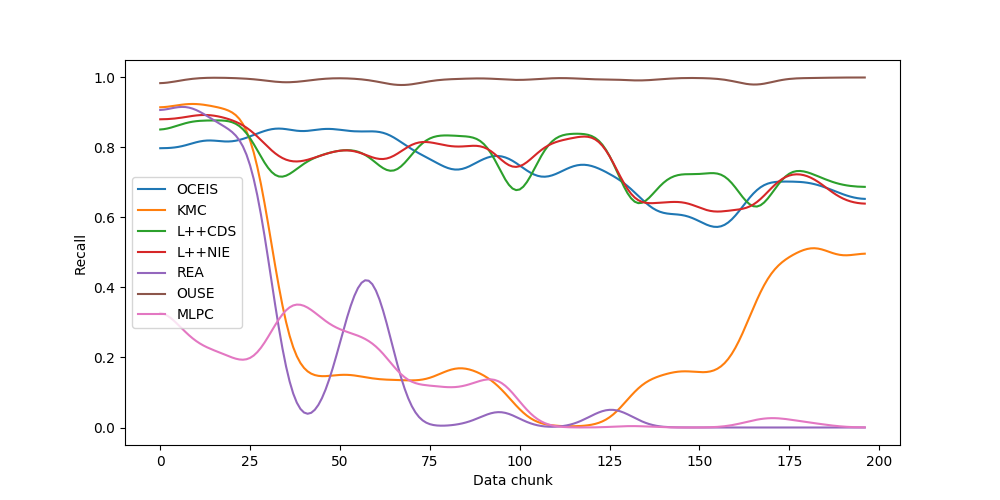 1.0
0.8
0.6
0.4
0.2
0.0
Recall
OCEIS
KMC
L++CDS
L++NIE
REA
OUSE
MLPC
0 25 50 75 100 125 150 175 200
Data chunk